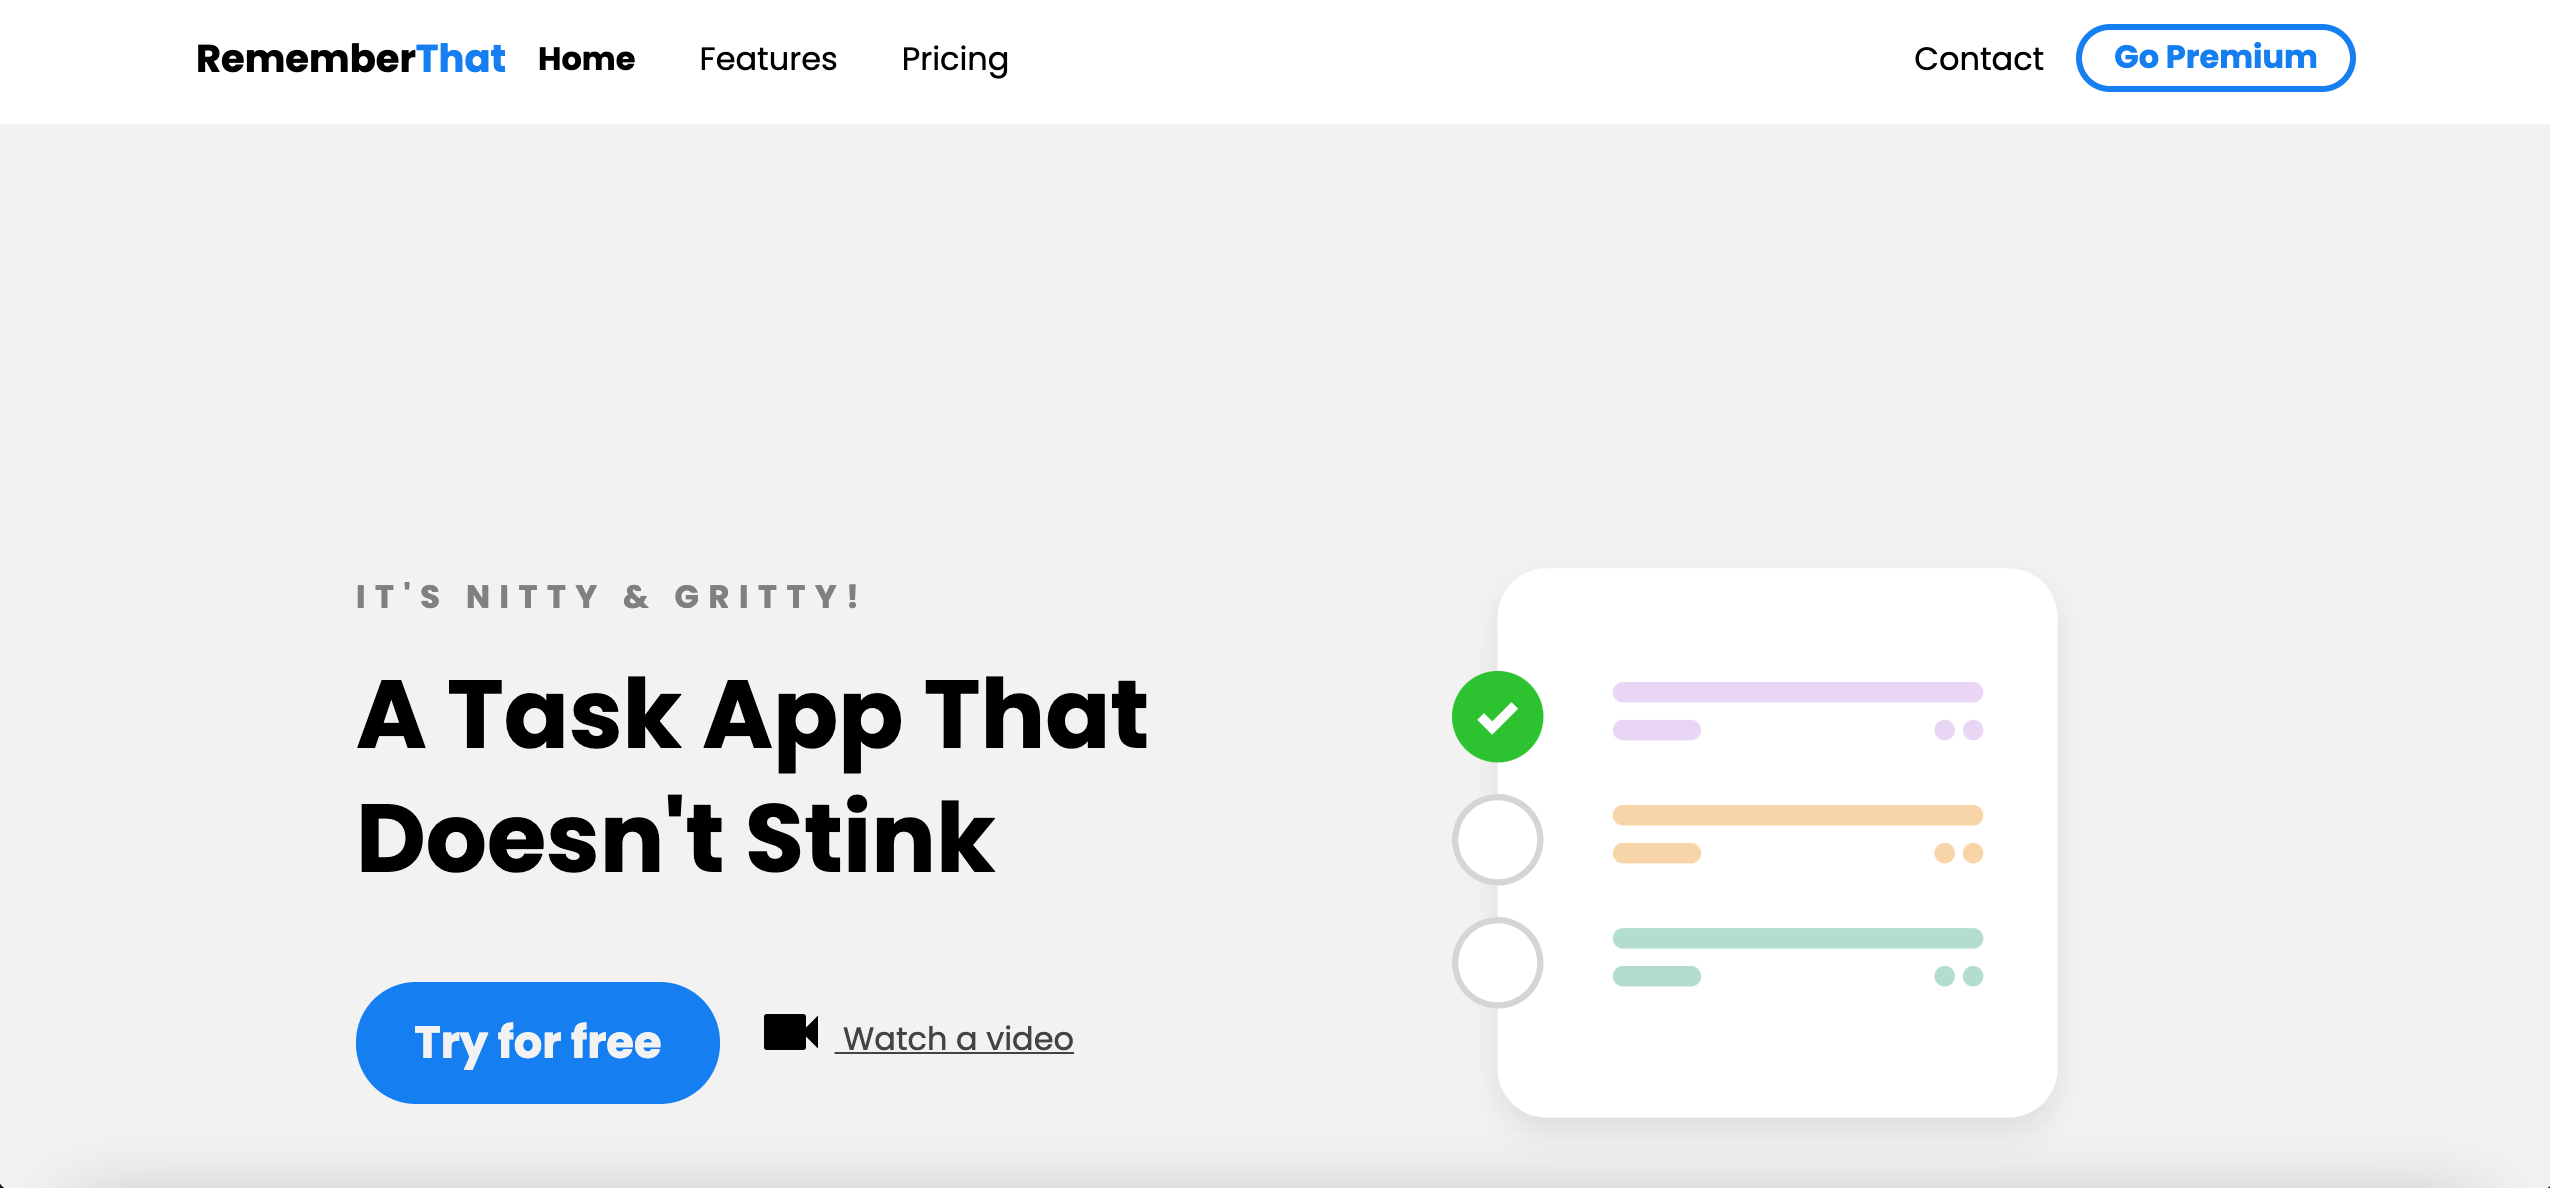 RememberThat Home Features Pricing Contact Go Premium
IT'S NITTY & GRITTY!
A Task App That
Doesn't Stink
Try for free Watch a video